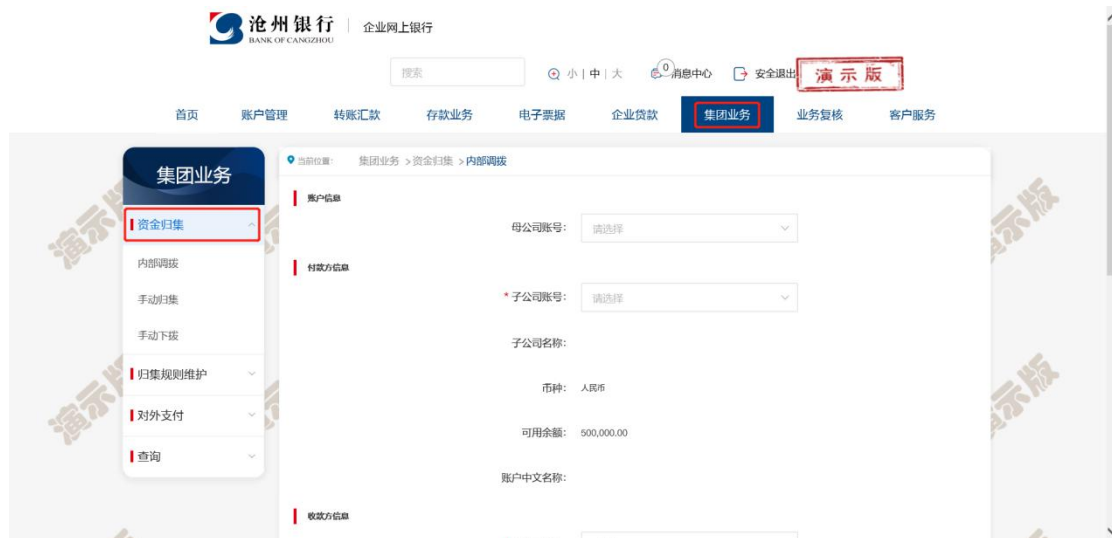 沧州银行 企业网上银行
BANK OF CANGZHOU
搜索 小 | 中 | 大 0 消息中心 安全退出 演示版
首页 账户管理 转账汇款 存款业务 电子票据 企业贷款 集团业务 业务复核 客户服务
集团业务
资金归集
内部调拨
手动归集
手动下拨
归集规则维护
对外支付
查询
当前位置: 集团业务 >资金归集 >内部调拨
账户信息
母公司账号: 请选择
付款方信息
*子公司账号: 请选择
子公司名称:
币种: 人民币
可用余额: 500,000.00
账户中文名称:
收款方信息
演示版
演示版
演示版
演示版